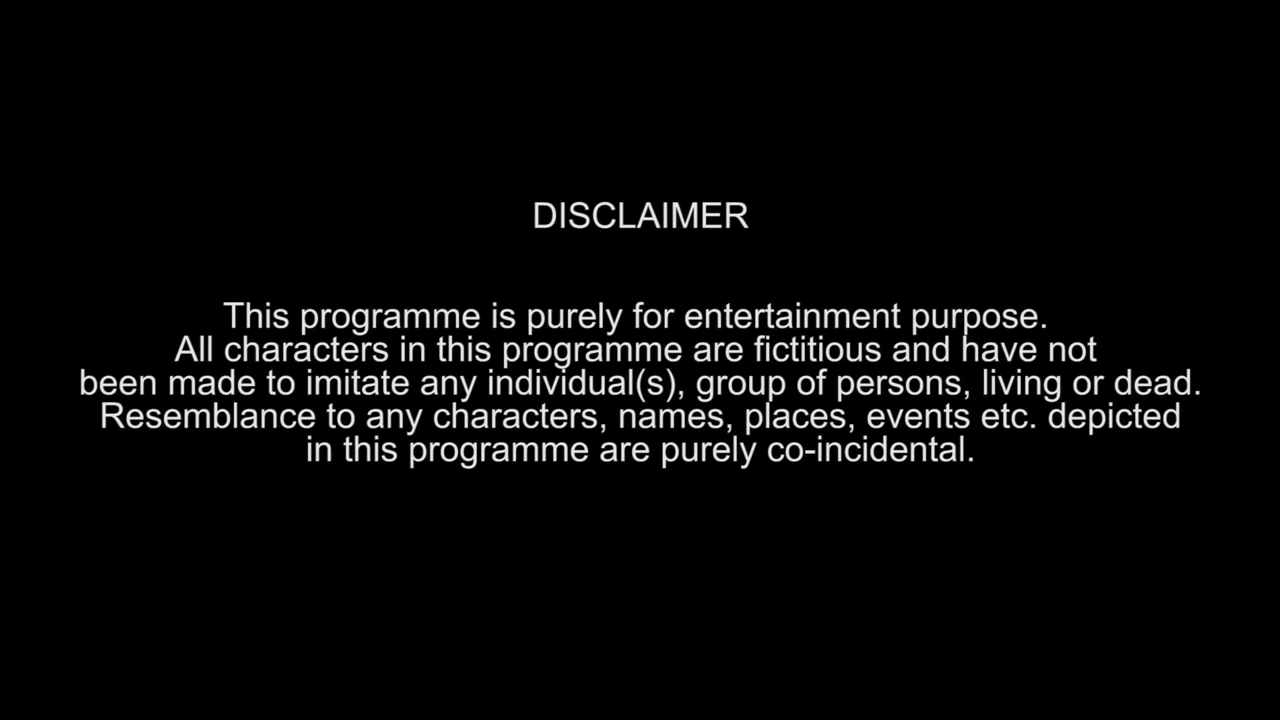 DISCLAIMER
This programme is purely for entertainment purpose.
All characters in this programme are fictitious and have not
been made to imitate any individual(s), group of persons, living or dead.
Resemblance to any characters, names, places, events etc. depicted
in this programme are purely co-incidental.